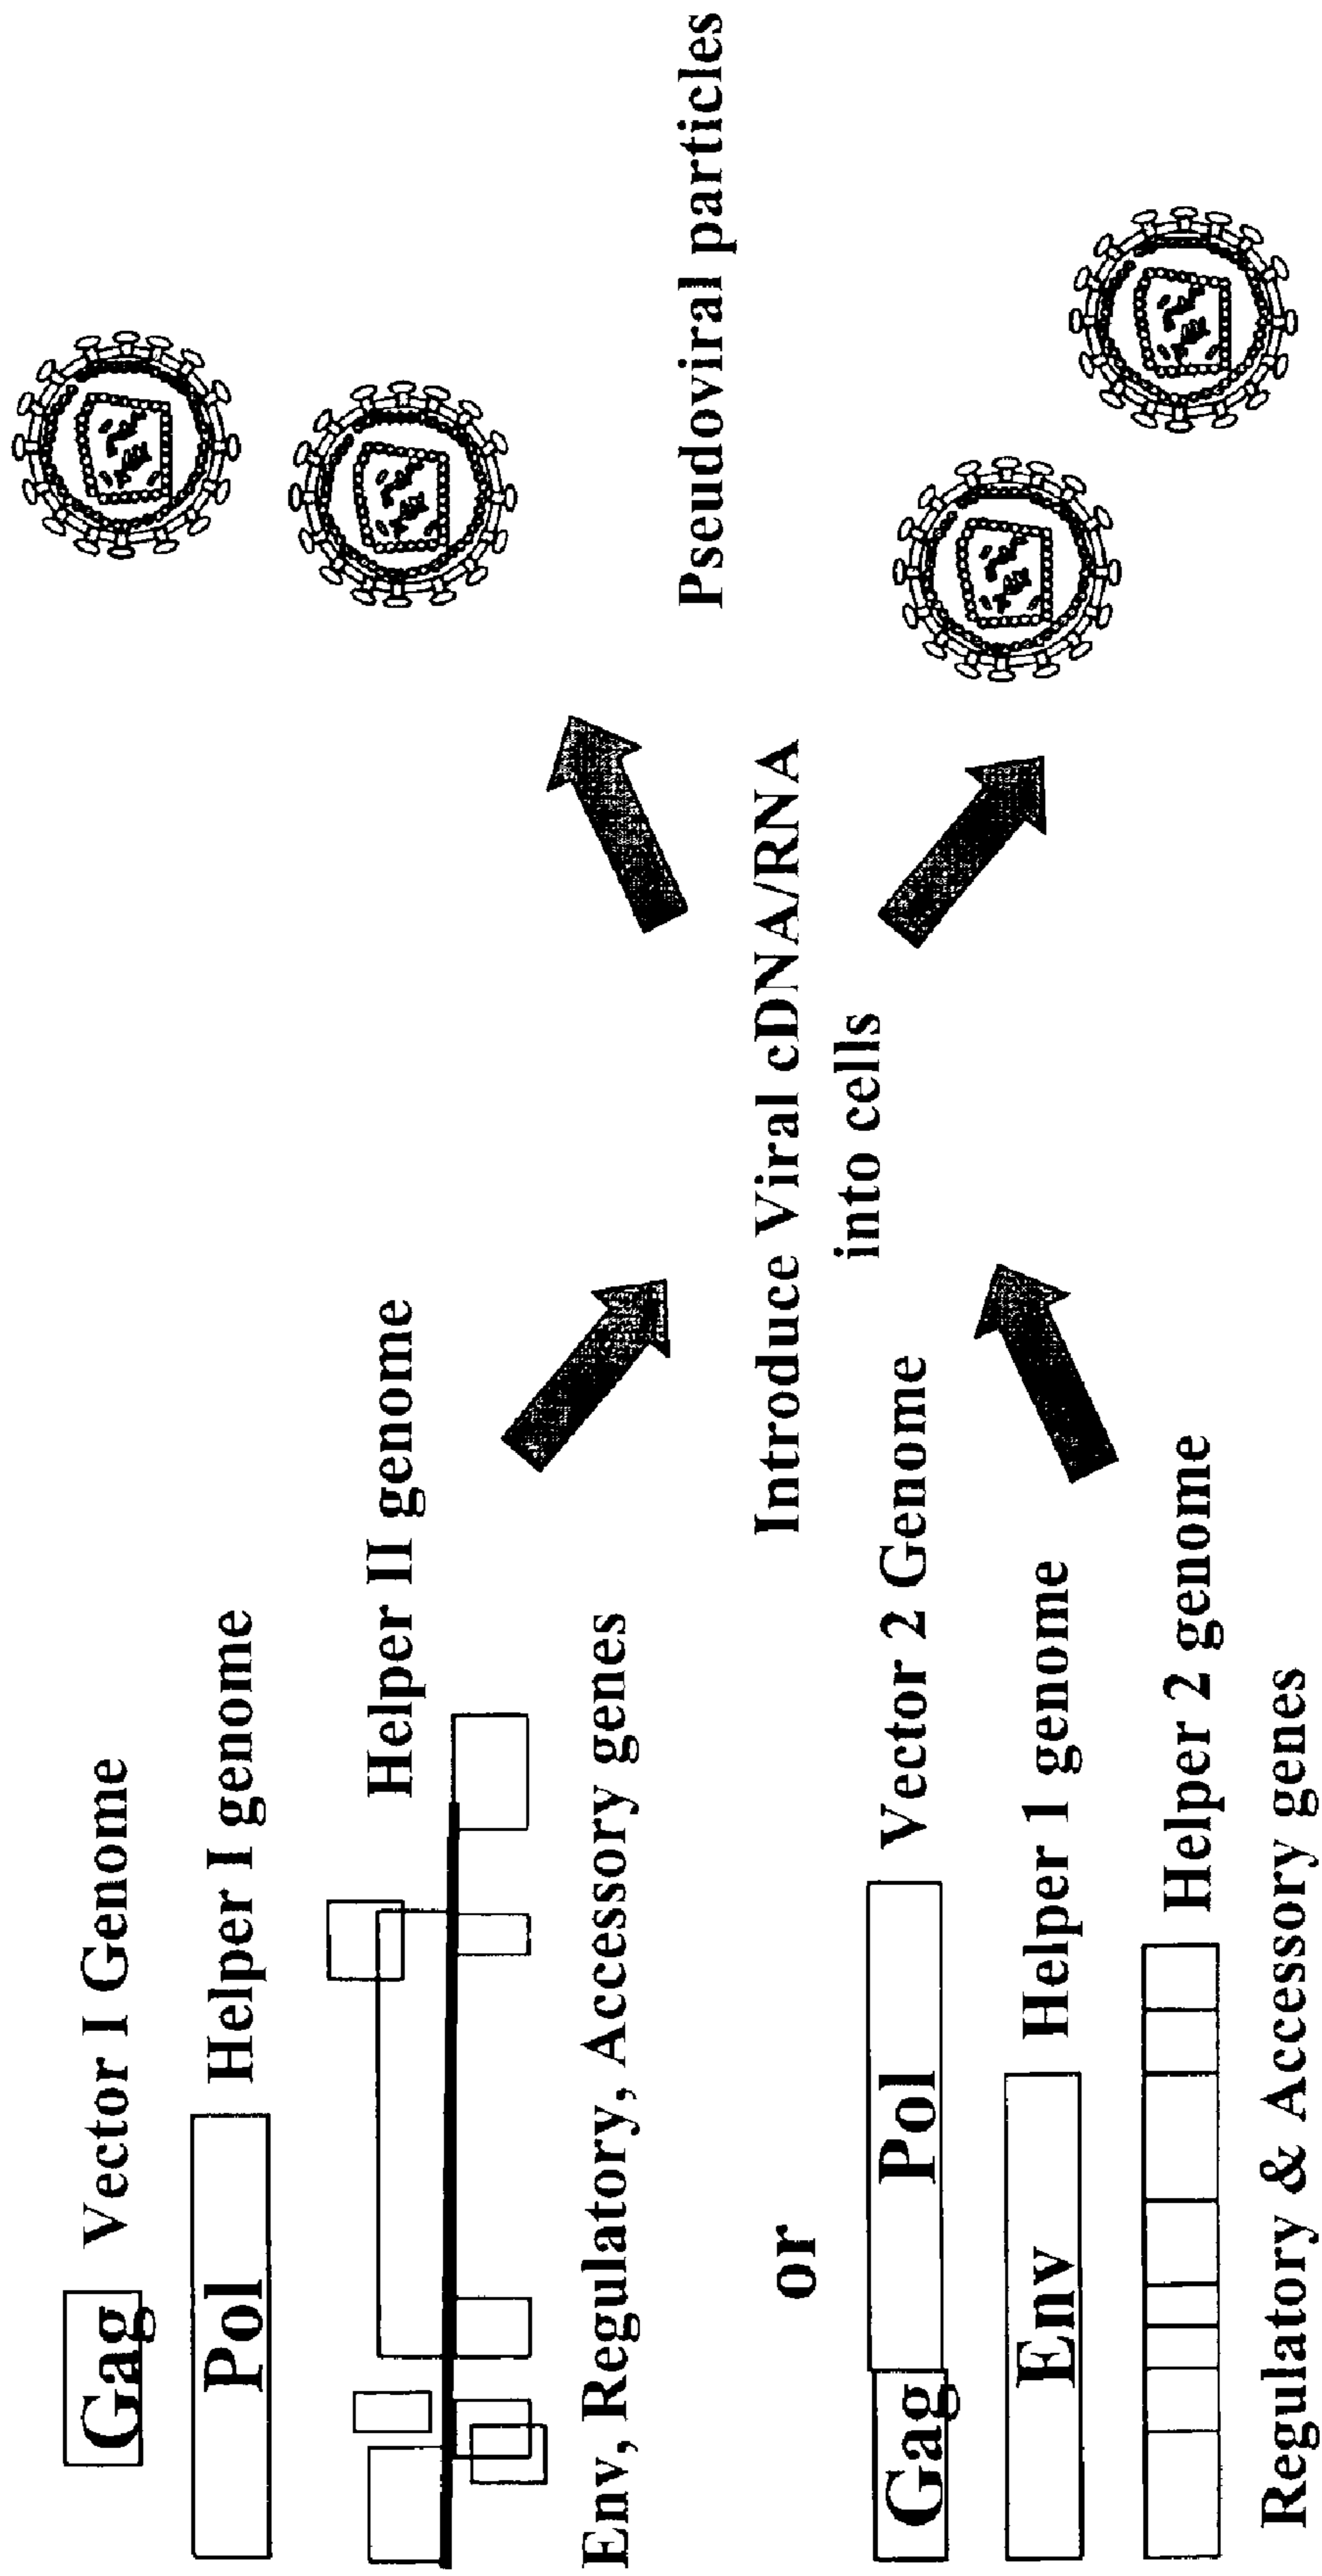 Gag Vector I Genome
Pol Helper I genome
Helper II genome
Env, Regulatory, Accessory genes
or
Gag Pol Vector 2 Genome
Env Helper 1 genome
Helper 2 genome
Regulatory & Accessory genes
Introduce Viral cDNA/RNA
into cells
Pseudoviral particles